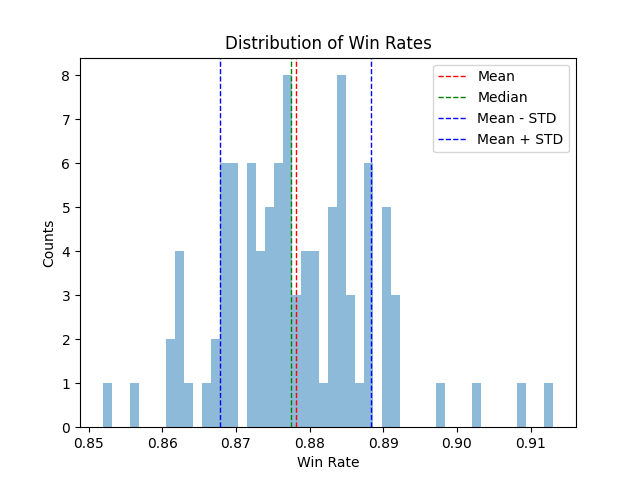 Distribution of Win Rates
Mean
Median
Mean - STD
Mean + STD
8
7
6
5
4
3
2
1
0
Counts
0.85 0.86 0.87 0.88 0.89 0.90 0.91
Win Rate